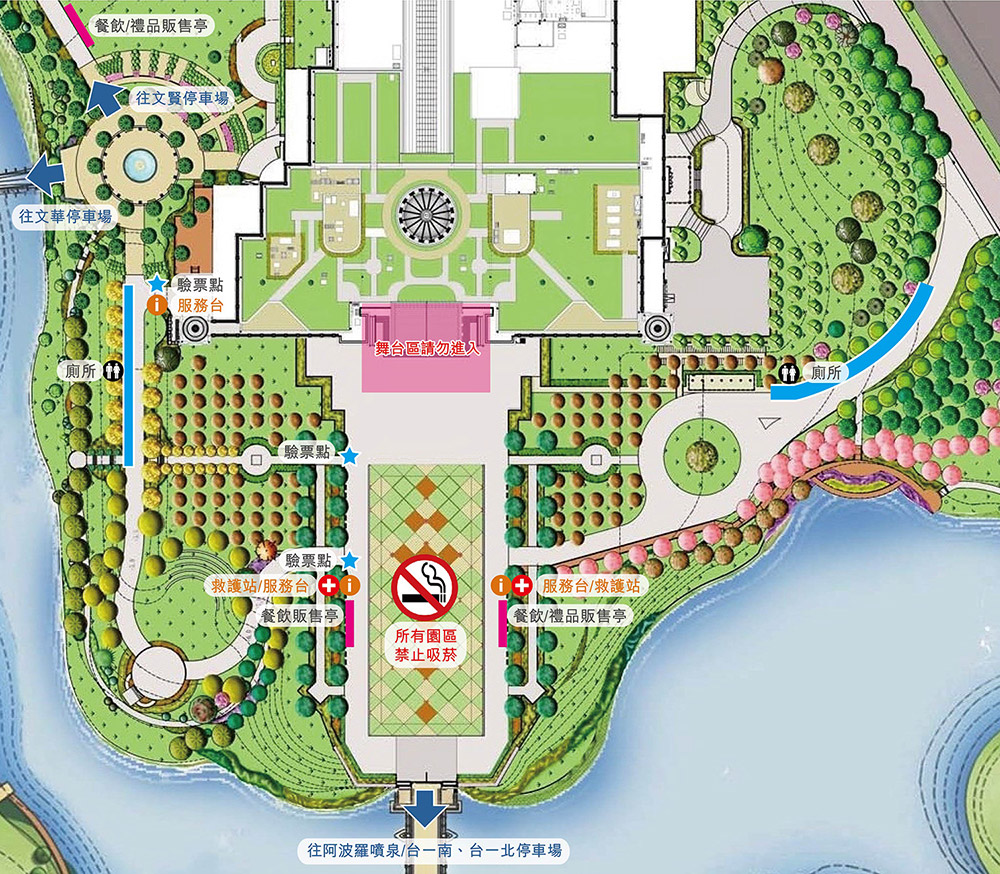 餐飲/禮品販售亭
往文賢停車場
往文華停車場
驗票點
服務台
舞台區請勿進入
廁所
廁所
驗票點
驗票點
救護站/服務台
服務台/救護站
餐飲販售亭
餐飲/禮品販售亭
所有園區
禁止吸菸
往阿波羅噴泉/台一南、台一北停車場